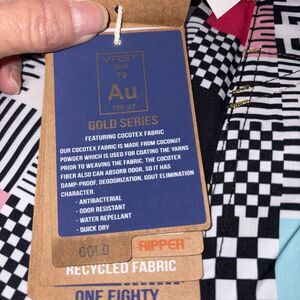 VAST
Gold
79
Au
196.97
GOLD SERIES
FEATURING COCOTEX FABRIC
OUR COCOTEX FABRIC IS MADE FROM COCONUT
POWDER WHICH IS USED FOR COATING THE YARNS
PRIOR TO WEAVING THE FABRIC. THE COCOTEX
FIBER ALSO CAN ABSORB ODOR, SO IT HAS
DAMP-PROOF, DEODORIZATION, GOUT ELIMINATION
CHARACTER.
- ANTIBACTERIAL
- ODOR RESISTANT
- WATER REPELLANT
- QUICK DRY
GOLD RIPPER
RECYCLED FABRIC
ONE EIGHTY